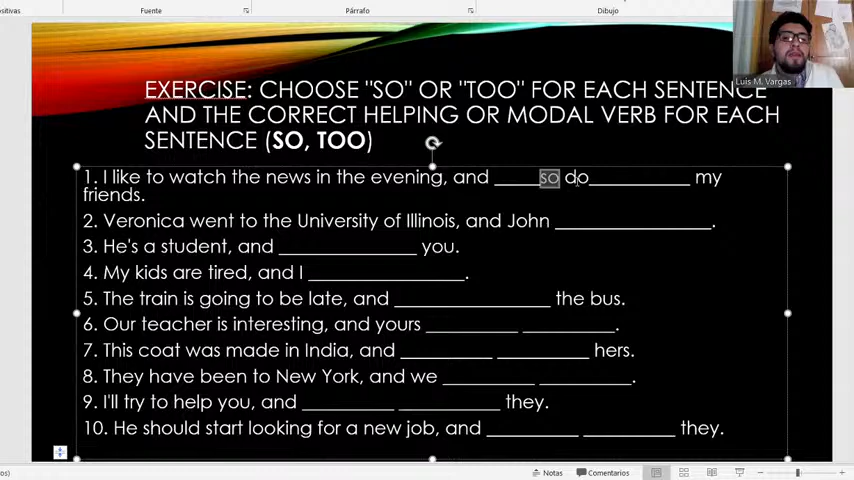 Fuente Párrafo Dibujo
Luis M. Vargas
EXERCISE: CHOOSE "SO" OR "TOO" FOR EACH SENTENCE
AND THE CORRECT HELPING OR MODAL VERB FOR EACH
SENTENCE (SO, TOO)
1. I like to watch the news in the evening, and _____so do___________ my
friends.
2. Veronica went to the University of Illinois, and John _________________.
3. He's a student, and _______________ you.
4. My kids are tired, and I _________________.
5. The train is going to be late, and _________________ the bus.
6. Our teacher is interesting, and yours __________ __________.
7. This coat was made in India, and __________ __________ hers.
8. They have been to New York, and we __________ __________.
9. I'll try to help you, and __________ ___________ they.
10. He should start looking for a new job, and __________ __________ they.
Notas Comentarios